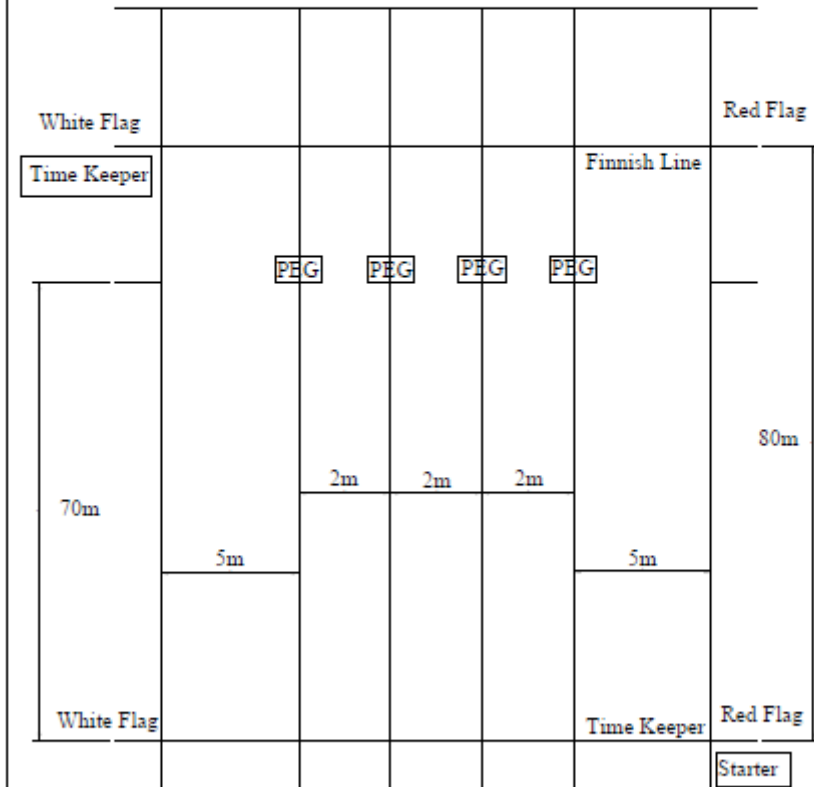 Red Flag
White Flag
Finnish Line
Time Keeper
PEG PEG PEG PEG
80m
2m 2m 2m
70m
5m 5m
White Flag Time Keeper Red Flag
Starter